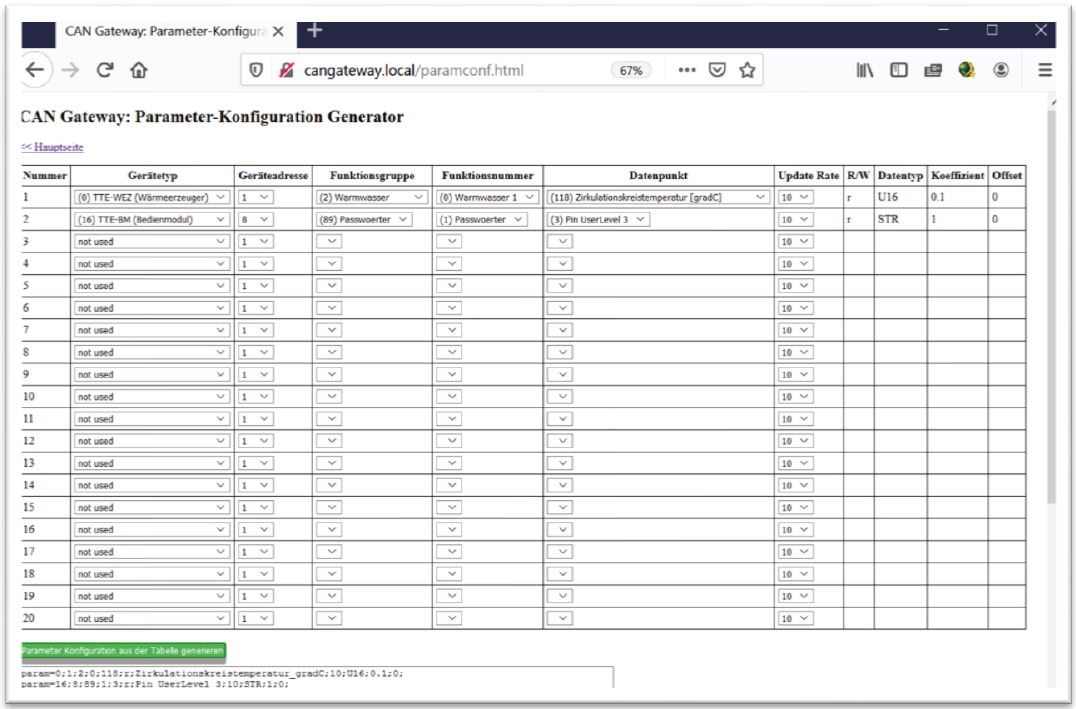 CAN Gateway: Parameter-Konfigura
cangateway.local/paramconf.html 67%
CAN Gateway: Parameter-Konfiguration Generator
<< Hauptseite
Nummer Gerätetyp Geräteadresse Funktionsgruppe Funktionsnummer Datenpunkt Update Rate R/W Datentyp Koeffizient Offset
1 (0) TTE-WEZ (Wärmeerzeuger) 1 (2) Warmwasser (0) Warmwasser 1 (118) Zirkulationskreistemperatur [gradC] 10 r U16 0.1 0
2 (16) TTE-BM (Bedienmodul) 8 (89) Passwoerter (1) Passwoerter (3) Pin UserLevel 3 10 r STR 1 0
3 not used 1 10
4 not used 1 10
5 not used 1 10
6 not used 1 10
7 not used 1 10
8 not used 1 10
9 not used 1 10
10 not used 1 10
11 not used 1 10
12 not used 1 10
13 not used 1 10
14 not used 1 10
15 not used 1 10
16 not used 1 10
17 not used 1 10
18 not used 1 10
19 not used 1 10
20 not used 1 10
Parameter Konfiguration aus der Tabelle generieren
param=0;1;2;0;118;r;Zirkulationskreistemperatur_gradC;10;U16;0.1;0;
param=16;8;89;1;3;r;Pin UserLevel 3;10;STR;1;0;